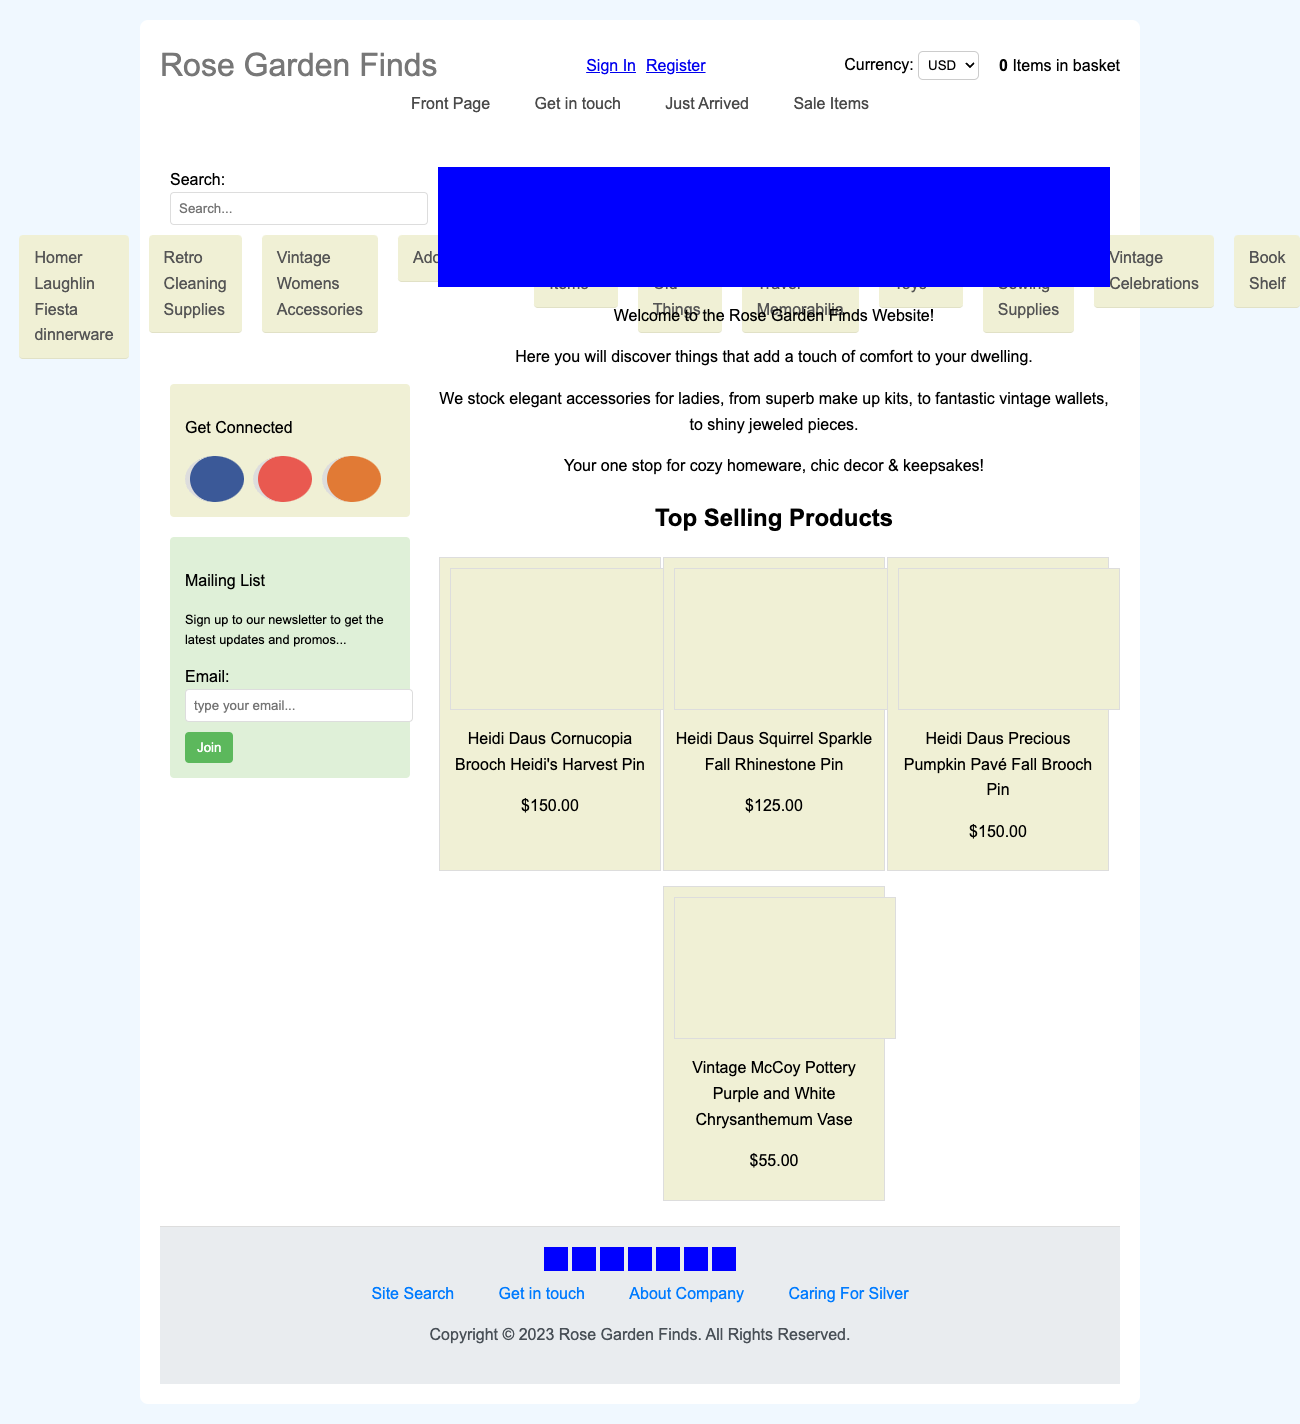 Rose Garden Finds
Sign In Register
Currency: USD
0 Items in basket
Front Page Get in touch Just Arrived Sale Items
Search:
Search...
Homer
Laughlin
Fiesta
dinnerware
Retro
Cleaning
Supplies
Vintage
Womens
Accessories
Things
Memorabilia
Supplies
Vintage
Celebrations
Book
Shelf
Welcome to the Rose Garden Finds Website!
Here you will discover things that add a touch of comfort to your dwelling.
We stock elegant accessories for ladies, from superb make up kits, to fantastic vintage wallets,
to shiny jeweled pieces.
Your one stop for cozy homeware, chic decor & keepsakes!
Get Connected
Mailing List
Sign up to our newsletter to get the
latest updates and promos...
Email:
type your email...
Join
Top Selling Products
Heidi Daus Cornucopia
Brooch Heidi's Harvest Pin
$150.00
Heidi Daus Squirrel Sparkle
Fall Rhinestone Pin
$125.00
Heidi Daus Precious
Pumpkin Pavé Fall Brooch
Pin
$150.00
Vintage McCoy Pottery
Purple and White
Chrysanthemum Vase
$55.00
Site Search Get in touch About Company Caring For Silver
Copyright © 2023 Rose Garden Finds. All Rights Reserved.